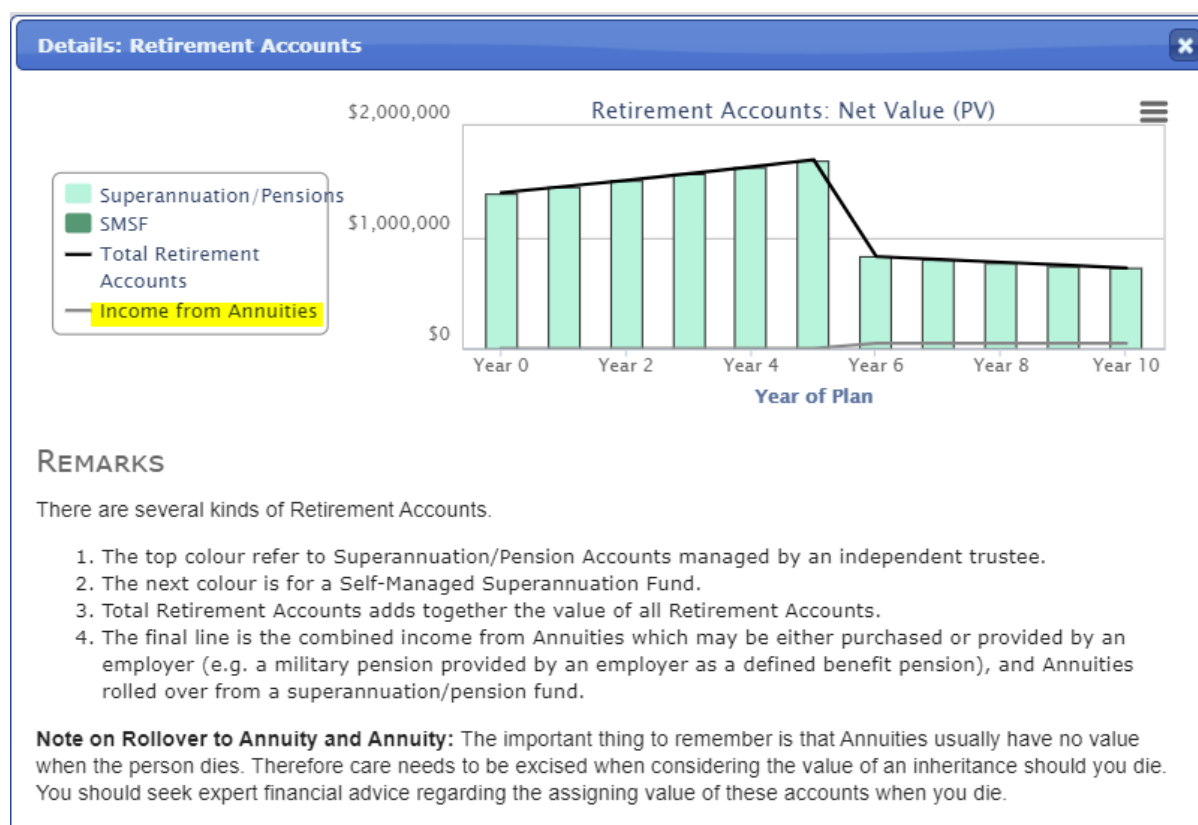 Details: Retirement Accounts
Retirement Accounts: Net Value (PV)
$2,000,000
$1,000,000
$0
Superannuation/Pensions
SMSF
Total Retirement
Accounts
Income from Annuities
Year 0 Year 2 Year 4 Year 6 Year 8 Year 10
Year of Plan
REMARKS
There are several kinds of Retirement Accounts.
1. The top colour refer to Superannuation/Pension Accounts managed by an independent trustee.
2. The next colour is for a Self-Managed Superannuation Fund.
3. Total Retirement Accounts adds together the value of all Retirement Accounts.
4. The final line is the combined income from Annuities which may be either purchased or provided by an
employer (e.g. a military pension provided by an employer as a defined benefit pension), and Annuities
rolled over from a superannuation/pension fund.
Note on Rollover to Annuity and Annuity: The important thing to remember is that Annuities usually have no value
when the person dies. Therefore care needs to be excised when considering the value of an inheritance should you die.
You should seek expert financial advice regarding the assigning value of these accounts when you die.